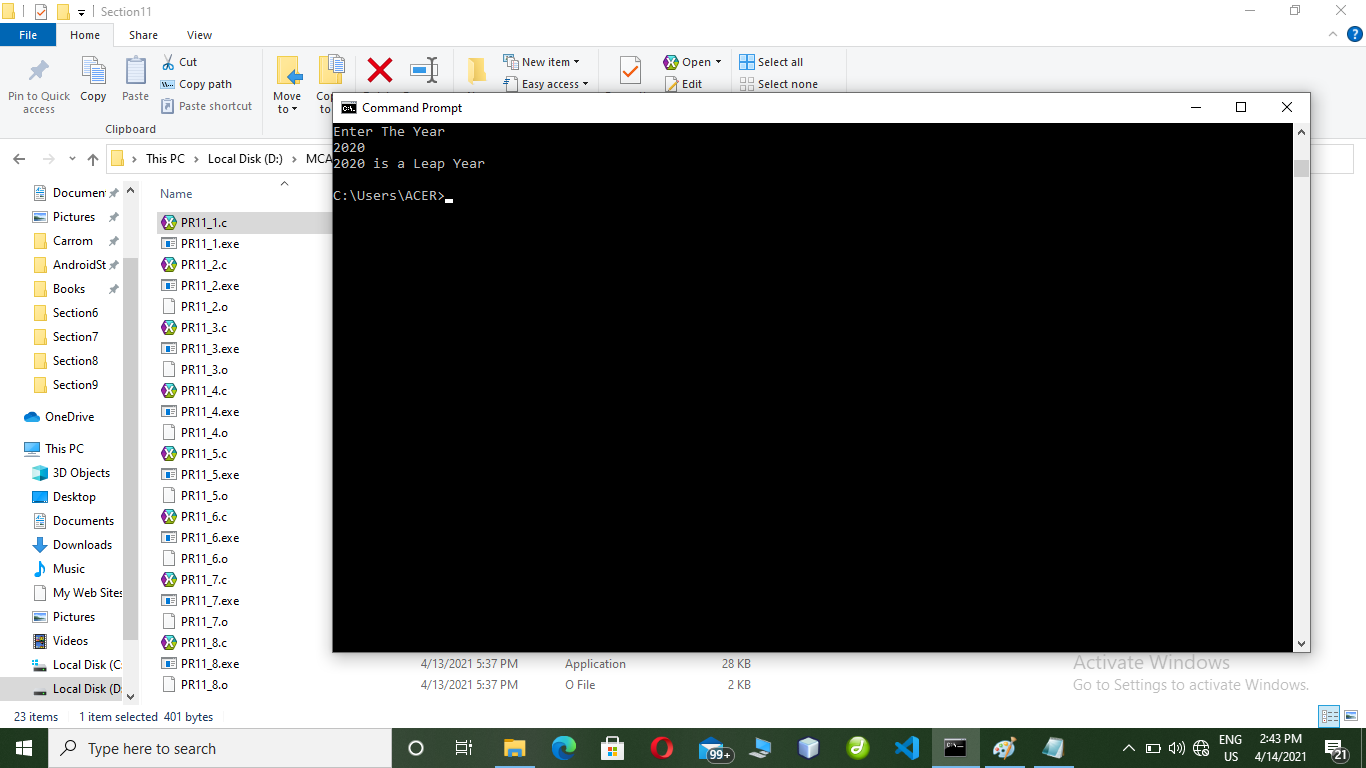 Section11
File
Home
Share
View
Pin to Quick
access
Copy
Paste
Cut
Copy path
Paste shortcut
Clipboard
Move
to
New item
Easy access
Open
Edit
Select all
Select none
This PC
Local Disk (D:)
Name
Pictures
Carrom
AndroidSt
Books
Section6
Section7
Section8
Section9
OneDrive
This PC
3D Objects
Desktop
Documents
Downloads
Music
My Web Sites
Pictures
Videos
Local Disk (C
Local Disk (D
PR11_1.c
PR11_1.exe
PR11_2.c
PR11_2.exe
PR11_2.o
PR11_3.c
PR11_3.exe
PR11_3.o
PR11_4.c
PR11_4.exe
PR11_4.o
PR11_5.c
PR11_5.exe
PR11_5.o
PR11_6.c
PR11_6.exe
PR11_6.o
PR11_7.c
PR11_7.exe
PR11_7.o
PR11_8.c
PR11_8.exe 4/13/2021 5:37 PM Application 28 KB
PR11_8.o 4/13/2021 5:37 PM O File 2 KB
Command Prompt
Enter The Year
2020
2020 is a Leap Year
C:\Users\ACER>
Activate Windows
Go to Settings to activate Windows.
23 items 1 item selected 401 bytes
Type here to search
99+
ENG
US
2:43 PM
4/14/2021
21